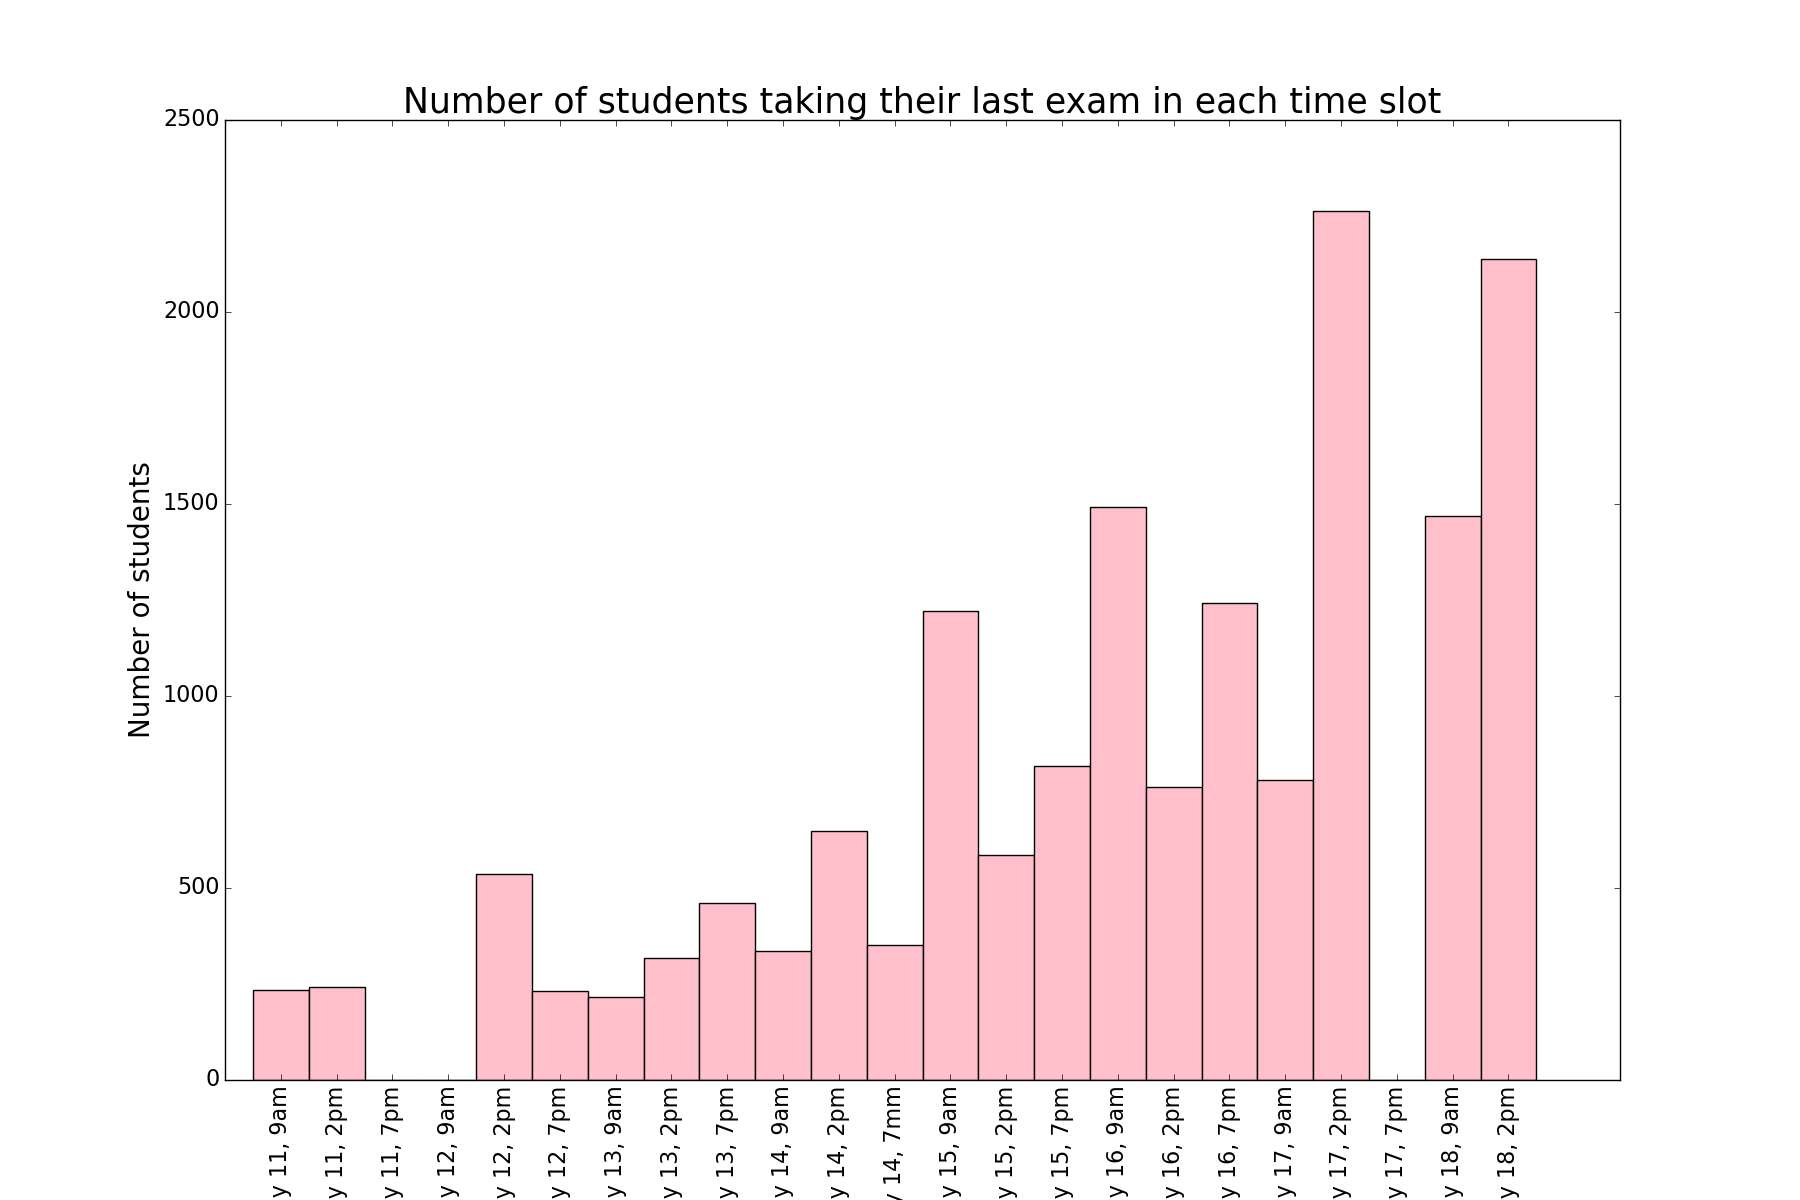 Number of students taking their last exam in each time slot
Number of students
2500
2000
1500
1000
500
0
y 11, 9am
y 11, 2pm
y 11, 7pm
y 12, 9am
y 12, 2pm
y 12, 7pm
y 13, 9am
y 13, 2pm
y 13, 7pm
y 14, 9am
y 14, 2pm
y 14, 7mm
y 15, 9am
y 15, 2pm
y 15, 7pm
y 16, 9am
y 16, 2pm
y 16, 7pm
y 17, 9am
y 17, 2pm
y 17, 7pm
y 18, 9am
y 18, 2pm